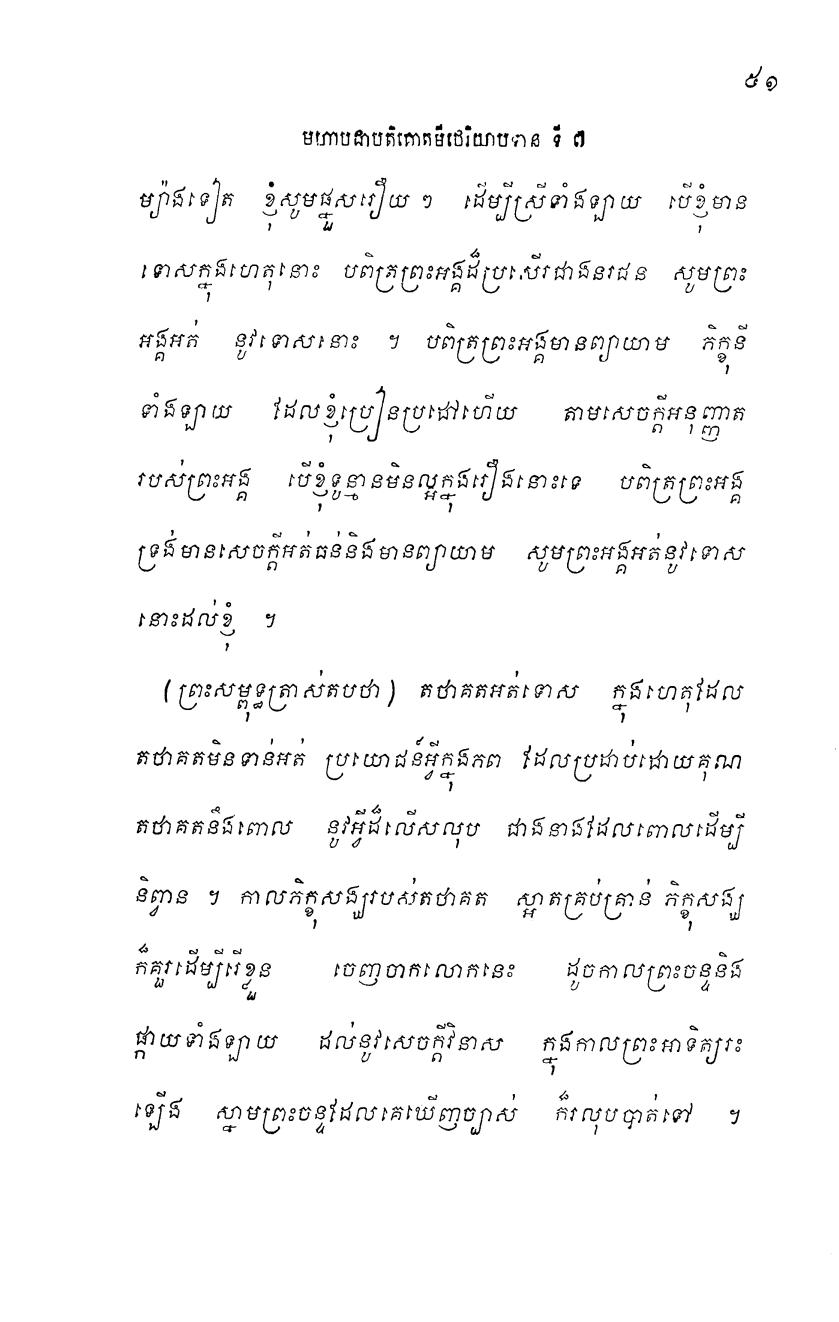 ៥១
មហាបជាបតិគោតមីថេរិយាបទាន ទី ៧
ម្យ៉ាងទៀត ខ្ញុំសូមផ្នួសរឿយ ៗ ដើម្បីស្រីទាំងឡាយ បើខ្ញុំមាន
ទោសក្នុងហេតុនោះ បពិត្រព្រះអង្គដ៏ប្រសើរជាងនរជន សូមព្រះ
អង្គអត់ នូវទោសនោះ ។ បពិត្រព្រះអង្គមានព្យាយាម ភិក្ខុនី
ទាំងឡាយ ដែលខ្ញុំប្រៀនប្រដៅហើយ តាមសេចក្តីអនុញ្ញាត
របស់ព្រះអង្គ បើខ្ញុំទូន្មានមិនល្អក្នុងរឿងនោះទេ បពិត្រព្រះអង្គ
ទ្រង់មានសេចក្តីអត់ធន់និងមានព្យាយាម សូមព្រះអង្គអត់នូវទោស
នោះដល់ខ្ញុំ ។
(ព្រះសម្ពុទ្ធត្រាស់តបថា) តថាគតអត់ទោស ក្នុងហេតុដែល
តថាគតមិនទាន់អត់ ប្រយោជន៍អ្វីក្នុងភព ដែលប្រដាប់ដោយគុណ
តថាគតនឹងពោល នូវអ្វីដ៏លើសលុប ជាងនាងដែលពោលដើម្បី
និព្វាន ។ កាលភិក្ខុសង្ឃរបស់តថាគត ស្អាតគ្រប់គ្រាន់ ភិក្ខុសង្ឃ
ក៏គួរដើម្បីរើខ្លួន ចេញចាកលោកនេះ ដូចកាលព្រះចន្ទនិង
ផ្កាយទាំងឡាយ ដល់នូវសេចក្តីវិនាស ក្នុងកាលព្រះអាទិត្យរះ
ឡើង ស្នាមព្រះចន្ទដែលគេឃើញច្បាស់ ក៏រលុបបាត់ទៅ ។